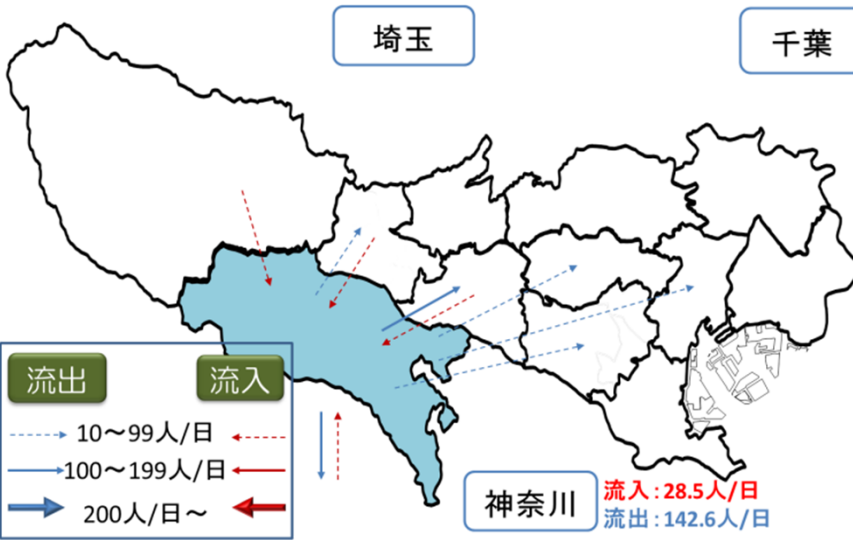 埼玉
千葉
流出
流入
10～99人/日
100～199人/日
200人/日～
神奈川
流入：28.5人/日
流出：142.6人/日